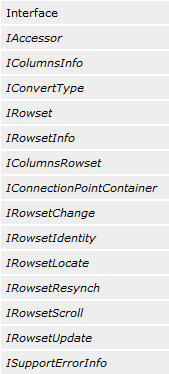 Interface
IAccessor
IColumnsInfo
IConvertType
IRowset
IRowsetInfo
IColumnsRowset
IConnectionPointContainer
IRowsetChange
IRowsetIdentity
IRowsetLocate
IRowsetResynch
IRowsetScroll
IRowsetUpdate
ISupportErrorInfo